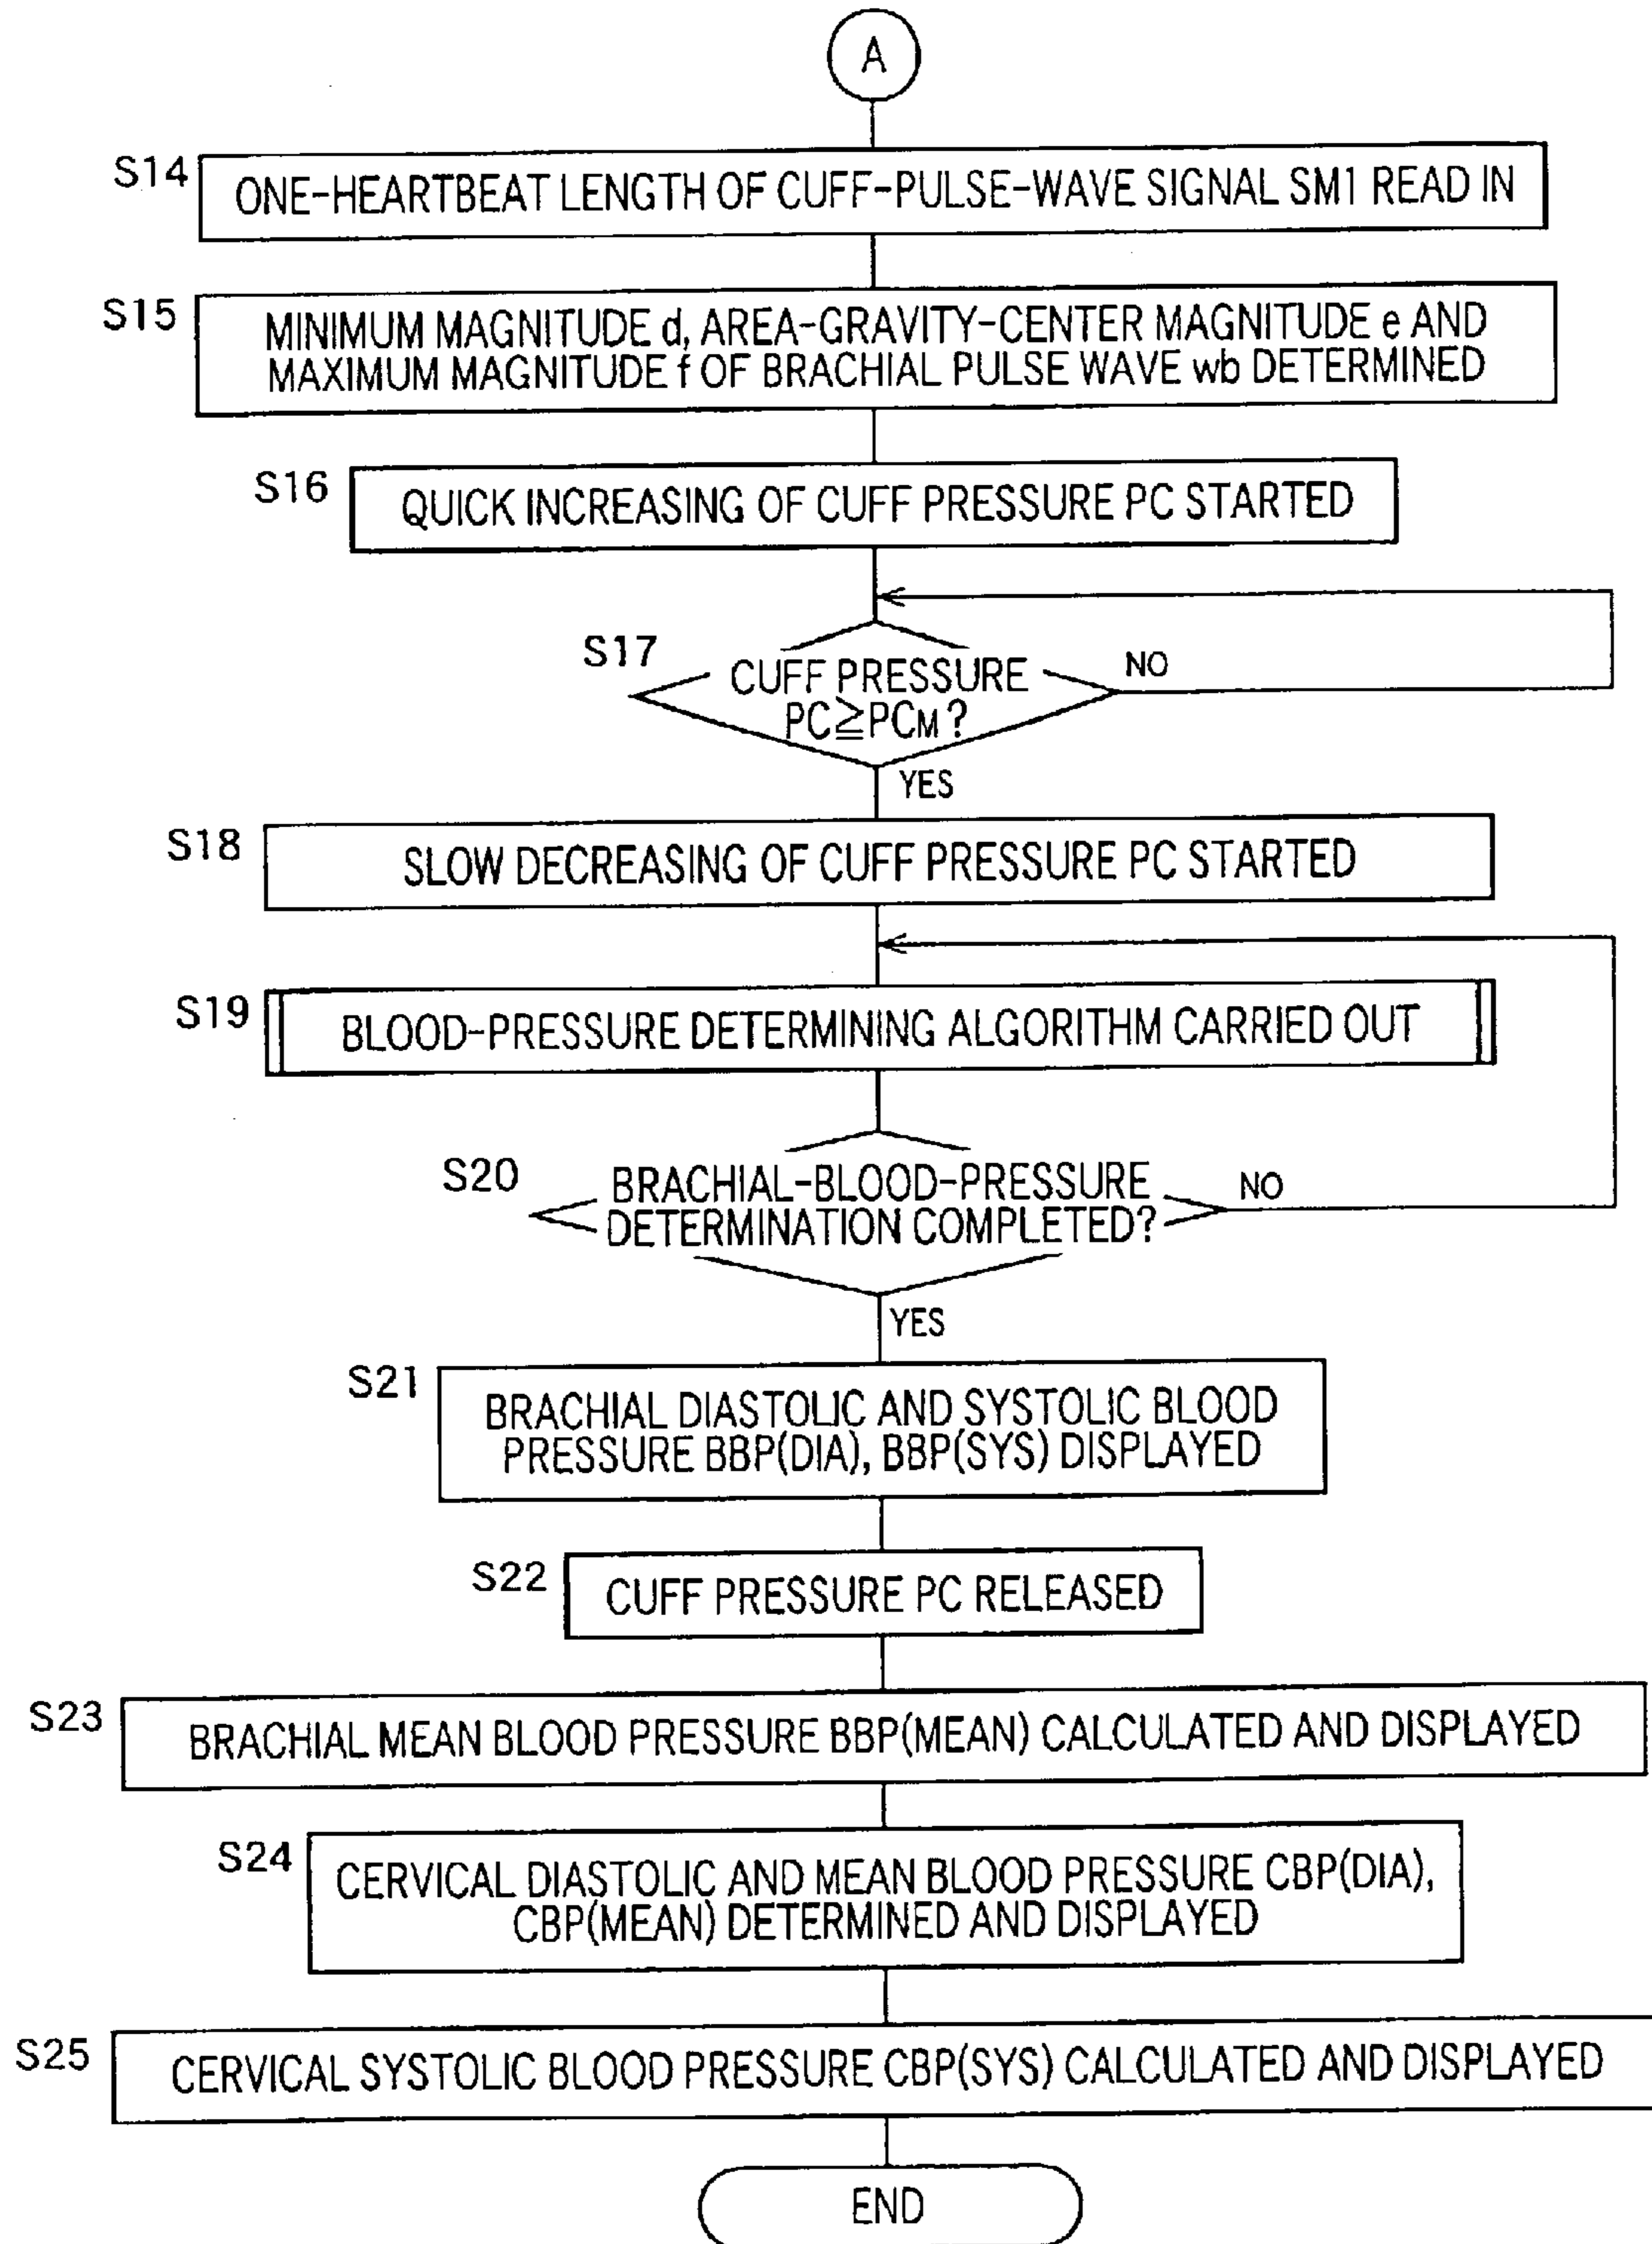 A
S14
ONE-HEARTBEAT LENGTH OF CUFF-PULSE-WAVE SIGNAL SM1 READ IN
S15
MINIMUM MAGNITUDE d, AREA-GRAVITY-CENTER MAGNITUDE e AND
MAXIMUM MAGNITUDE f OF BRACHIAL PULSE WAVE wb DETERMINED
S16
QUICK INCREASING OF CUFF PRESSURE PC STARTED
S17
CUFF PRESSURE
PC≧PCM?
NO
YES
S18
SLOW DECREASING OF CUFF PRESSURE PC STARTED
S19
BLOOD-PRESSURE DETERMINING ALGORITHM CARRIED OUT
S20
BRACHIAL-BLOOD-PRESSURE
DETERMINATION COMPLETED?
NO
YES
S21
BRACHIAL DIASTOLIC AND SYSTOLIC BLOOD
PRESSURE BBP(DIA), BBP(SYS) DISPLAYED
S22
CUFF PRESSURE PC RELEASED
S23
BRACHIAL MEAN BLOOD PRESSURE BBP(MEAN) CALCULATED AND DISPLAYED
S24
CERVICAL DIASTOLIC AND MEAN BLOOD PRESSURE CBP(DIA),
CBP(MEAN) DETERMINED AND DISPLAYED
S25
CERVICAL SYSTOLIC BLOOD PRESSURE CBP(SYS) CALCULATED AND DISPLAYED
END